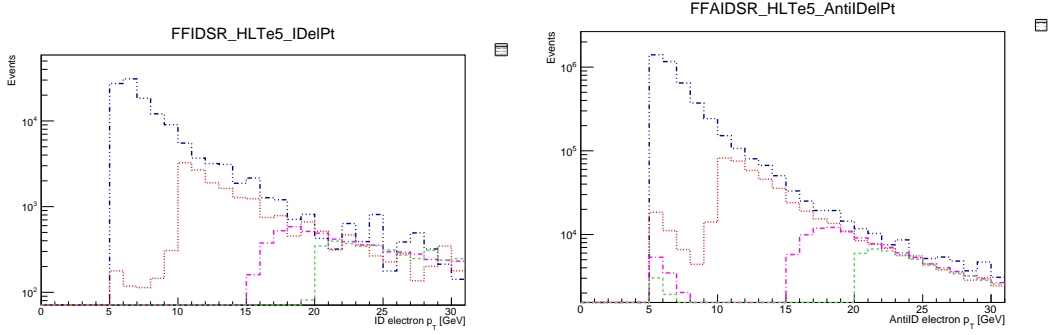 FFIDSR_HLTe5_IDelPt
Events
10⁴
10³
10²
0 5 10 15 20 25 30
ID electron p_T [GeV]
FFAIDSR_HLTe5_AntiIDelPt
Events
10⁶
10⁵
10⁴
0 5 10 15 20 25 30
AntiID electron p_T [GeV]